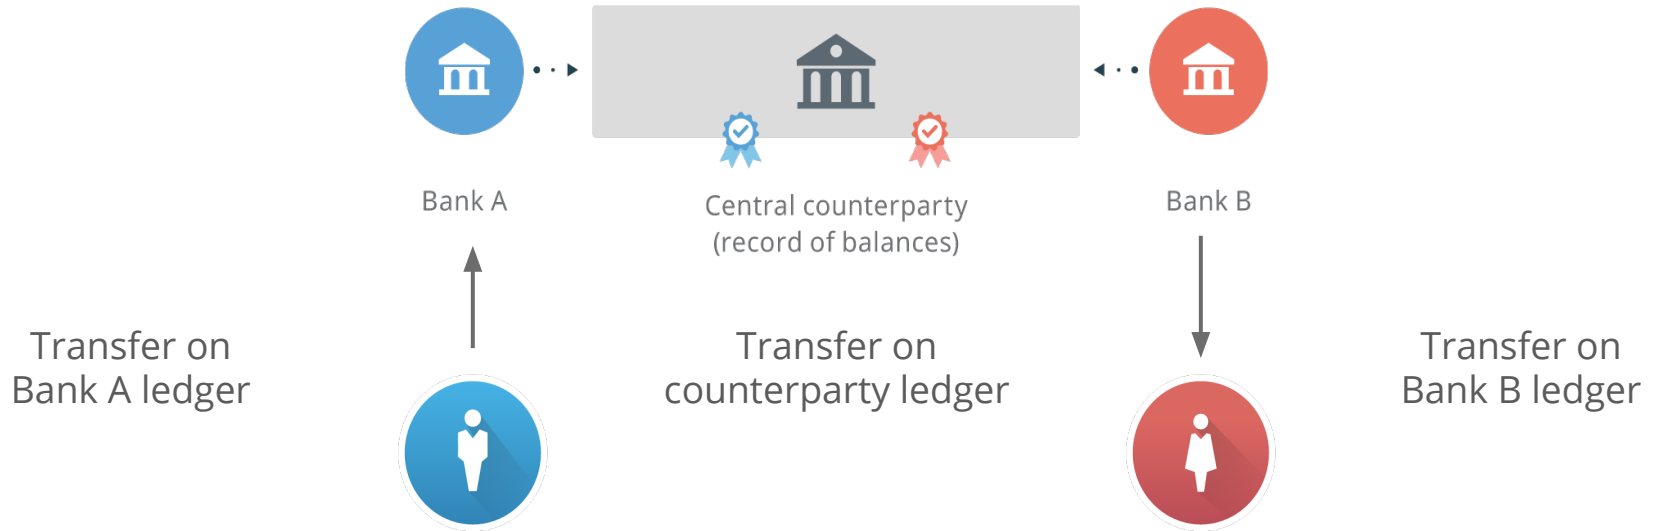 Bank A
Central counterparty
(record of balances)
Bank B
Transfer on
Bank A ledger
Transfer on
counterparty ledger
Transfer on
Bank B ledger